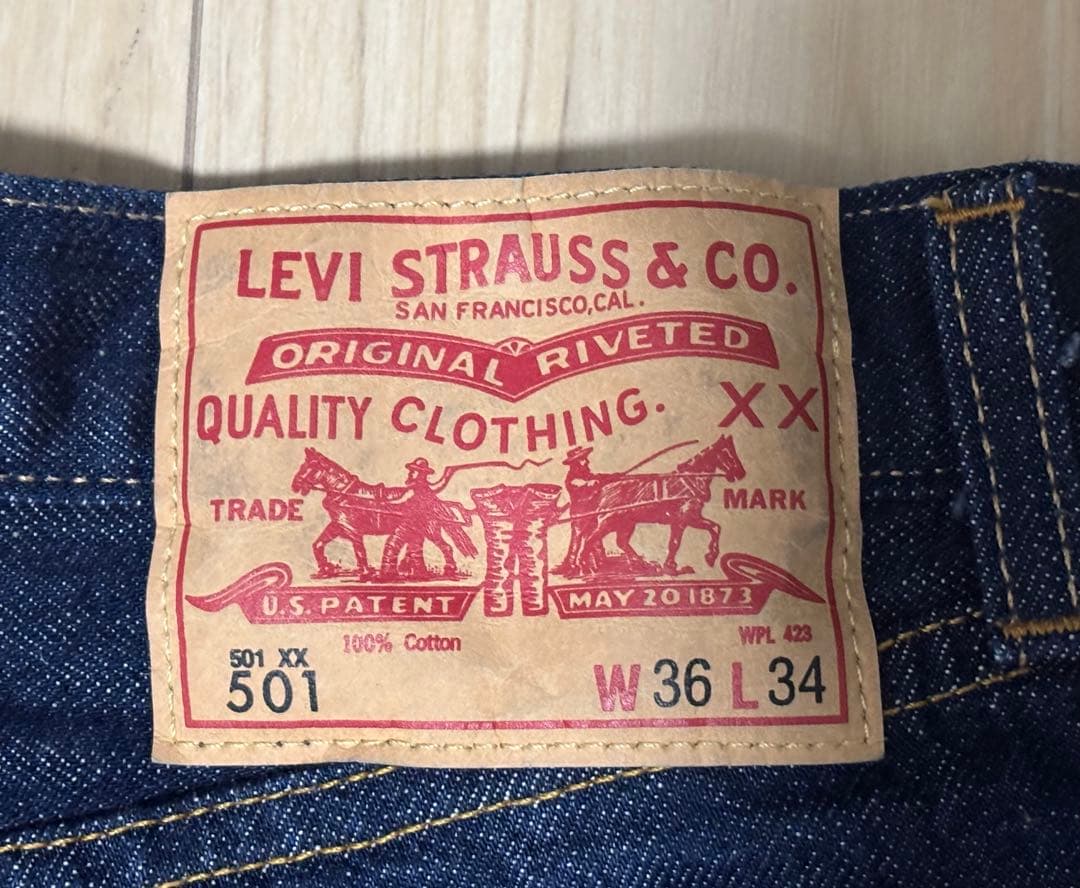 LEVI STRAUSS & CO.
SAN FRANCISCO, CAL.
ORIGINAL RIVETED
QUALITY CLOTHING. XX
TRADE MARK
U.S. PATENT MAY 20 1873
100% Cotton WPL 423
501 XX
501 W 36 L 34